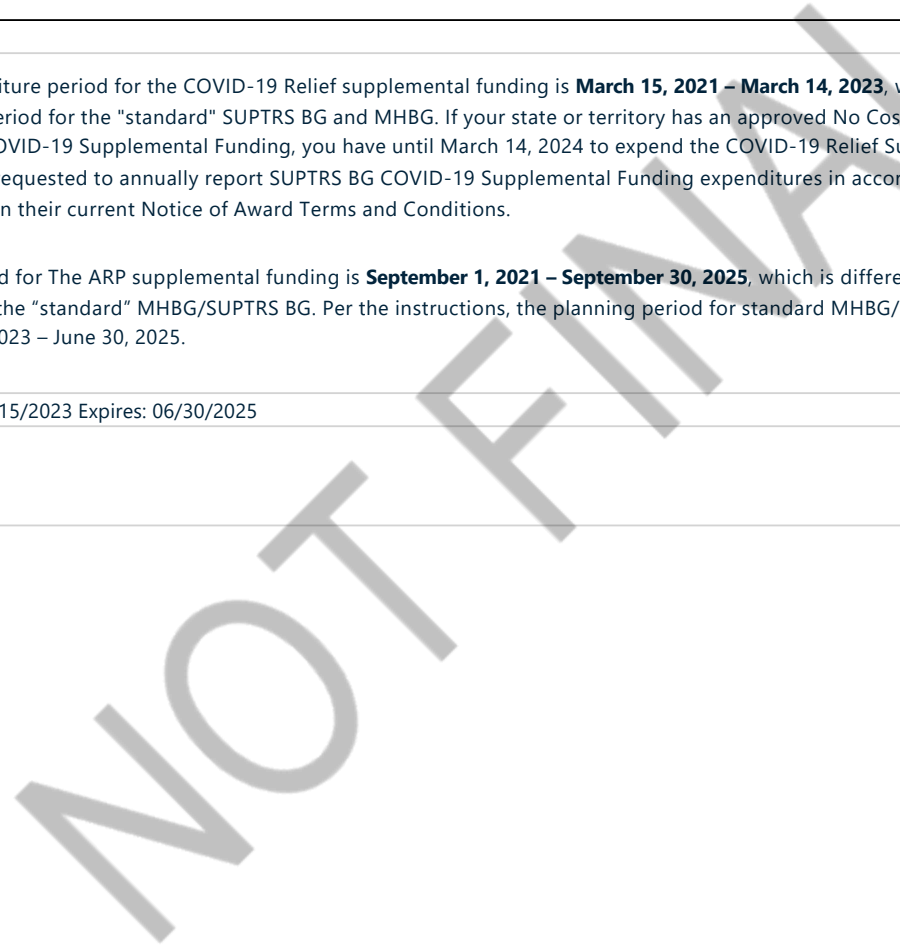 iture period for the COVID-19 Relief supplemental funding is March 15, 2021 – March 14, 2023,
eriod for the "standard" SUPTRS BG and MHBG. If your state or territory has an approved No Cos
OVID-19 Supplemental Funding, you have until March 14, 2024 to expend the COVID-19 Relief Su
requested to annually report SUPTRS BG COVID-19 Supplemental Funding expenditures in accor
n their current Notice of Award Terms and Conditions.
d for The ARP supplemental funding is September 1, 2021 – September 30, 2025, which is differe
the “standard” MHBG/SUPTRS BG. Per the instructions, the planning period for standard MHBG/
023 – June 30, 2025.
15/2023 Expires: 06/30/2025
NOT FINAL